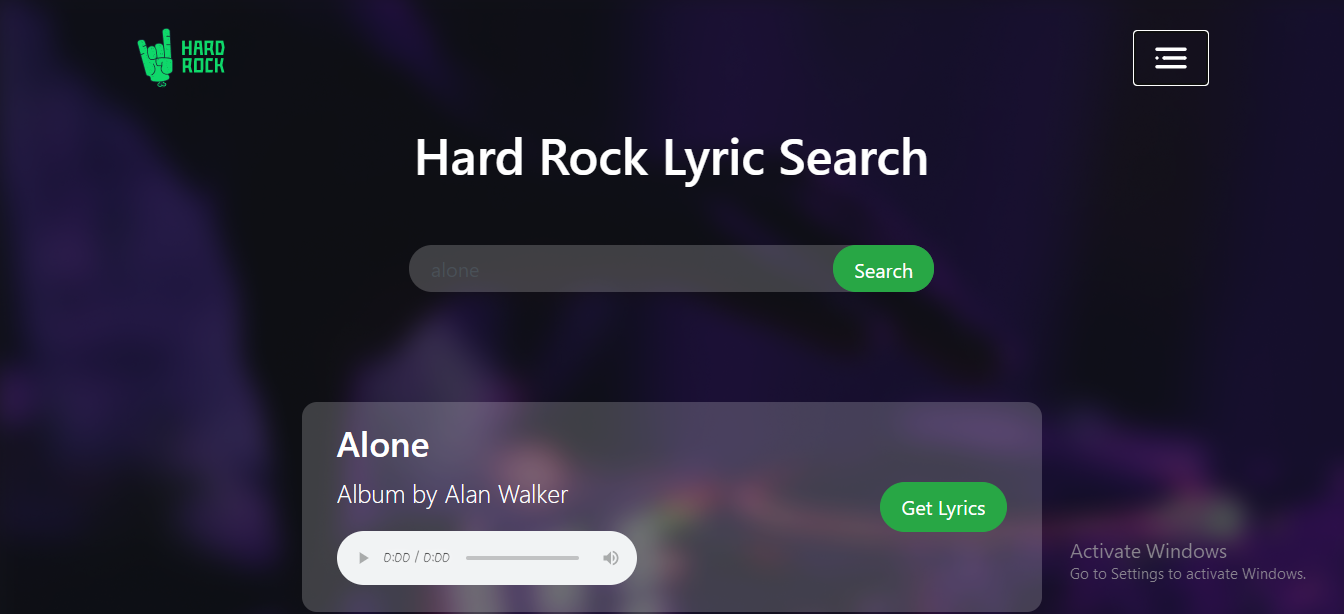 HARD
ROCK
Hard Rock Lyric Search
alone
Search
Alone
Album by Alan Walker
Get Lyrics
0:00 / 0:00
Activate Windows
Go to Settings to activate Windows.